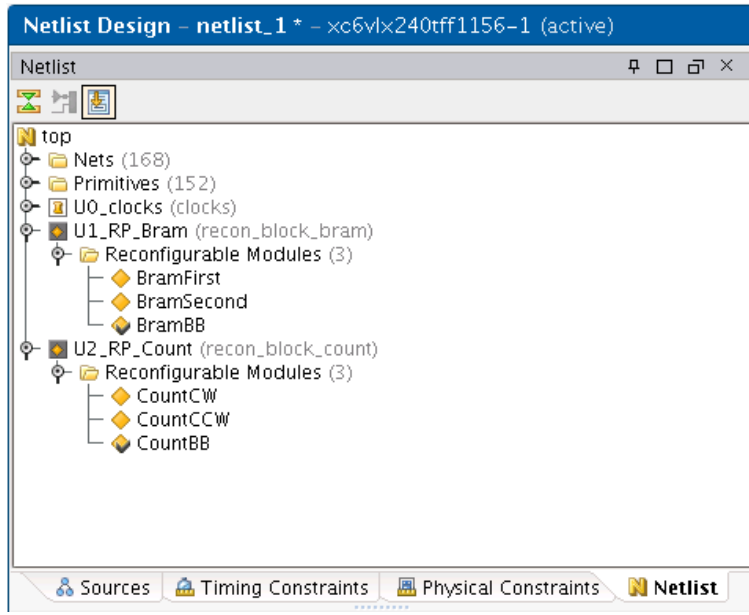 Netlist Design - netlist_1 * - xc6vlx240tff1156-1 (active)
Netlist
top
Nets (168)
Primitives (152)
U0_clocks (clocks)
U1_RP_Bram (recon_block_bram)
Reconfigurable Modules (3)
BramFirst
BramSecond
BramBB
U2_RP_Count (recon_block_count)
Reconfigurable Modules (3)
CountCW
CountCCW
CountBB
Sources Timing Constraints Physical Constraints Netlist